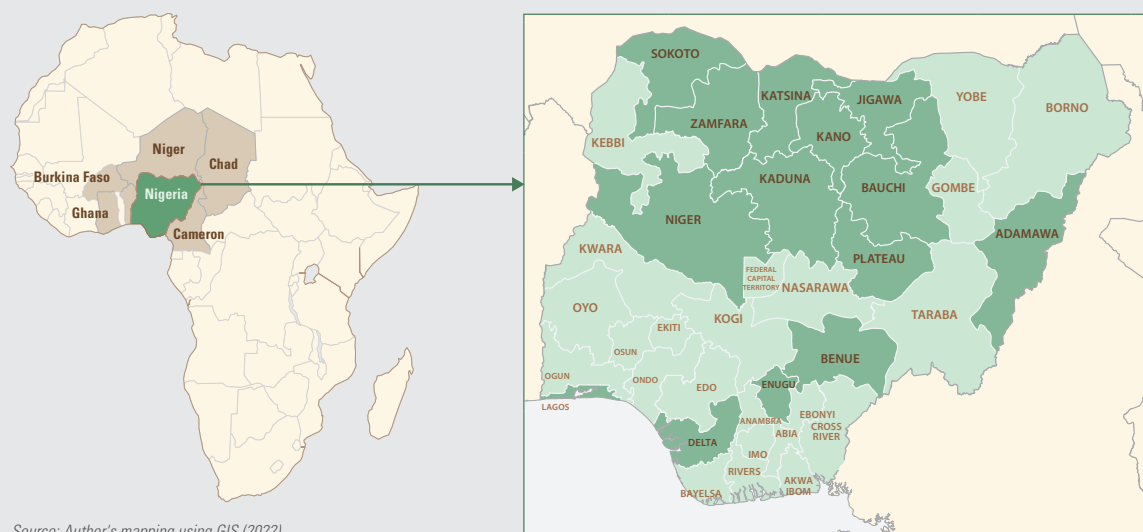 Niger
Chad
Burkina Faso
Nigeria
Ghana
Cameron
SOKOTO
KATSINA
JIGAWA
YOBE
BORNO
ZAMFARA
KANO
KEBBI
KADUNA
BAUCHI
GOMBE
NIGER
ADAMAWA
KWARA
PLATEAU
FEDERAL
CAPITAL
TERRITORY
NASARAWA
OYO
KOGI
TARABA
EKITI
OSUN
BENUE
OGUN
ONDO
EDO
ENUGU
LAGOS
ANAMBRA
EBONYI
CROSS
RIVER
ABIA
DELTA
IMO
RIVERS
AKWA
IBOM
BAYELSA
Source: Author's mapping using GIS (2022)